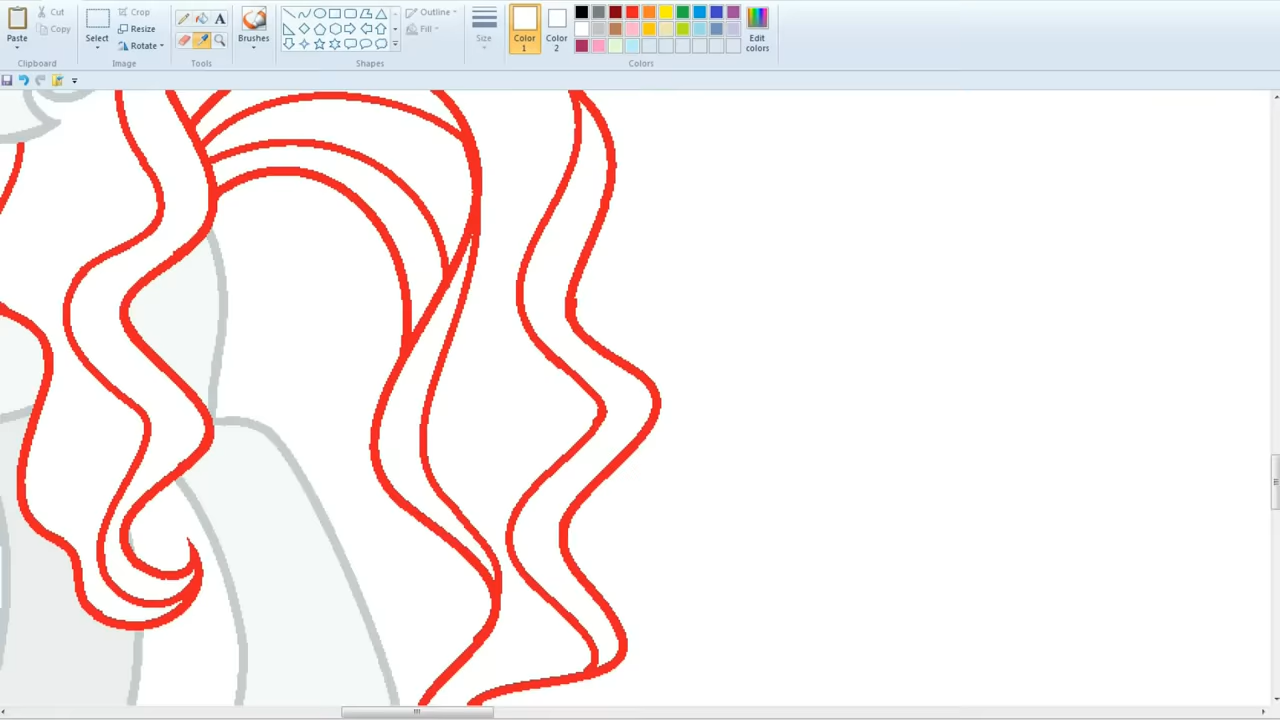 Paste
Cut
Copy
Clipboard
Select
Crop
Resize
Rotate
Image
A
Tools
Brushes
Outline
Fill
Shapes
Size
Color
1
Color
2
Edit
colors
Colors